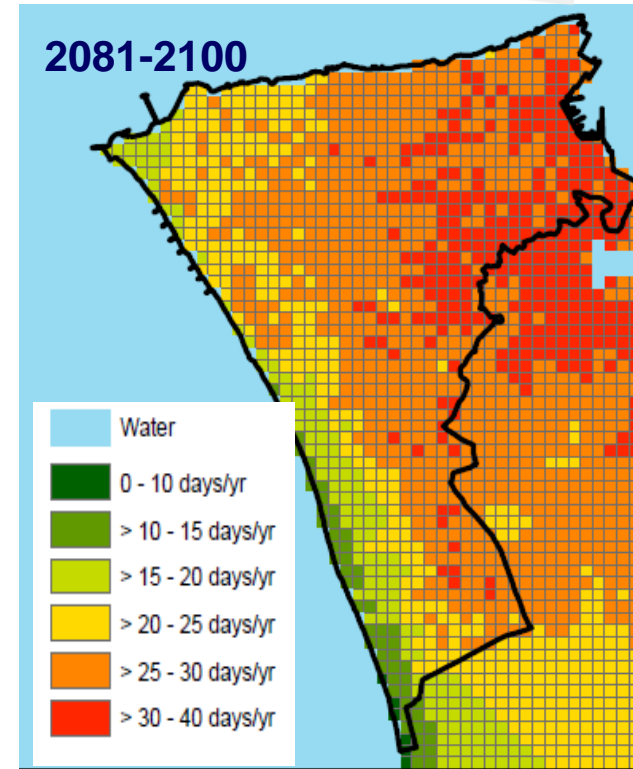 2081-2100
Water
0 - 10 days/yr
> 10 - 15 days/yr
> 15 - 20 days/yr
> 20 - 25 days/yr
> 25 - 30 days/yr
> 30 - 40 days/yr